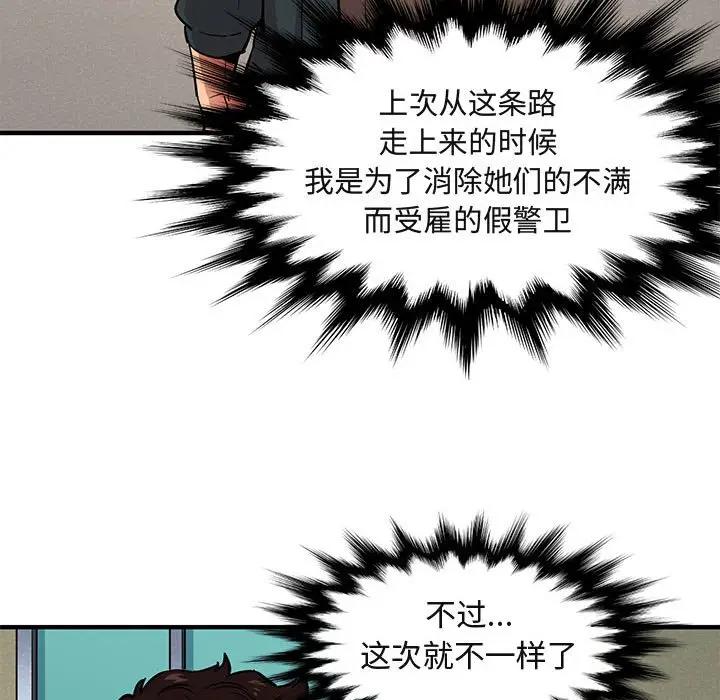 上次从这条路
走上来的时候
我是为了消除她们的不满
而受雇的假警卫
不过...
这次就不一样了